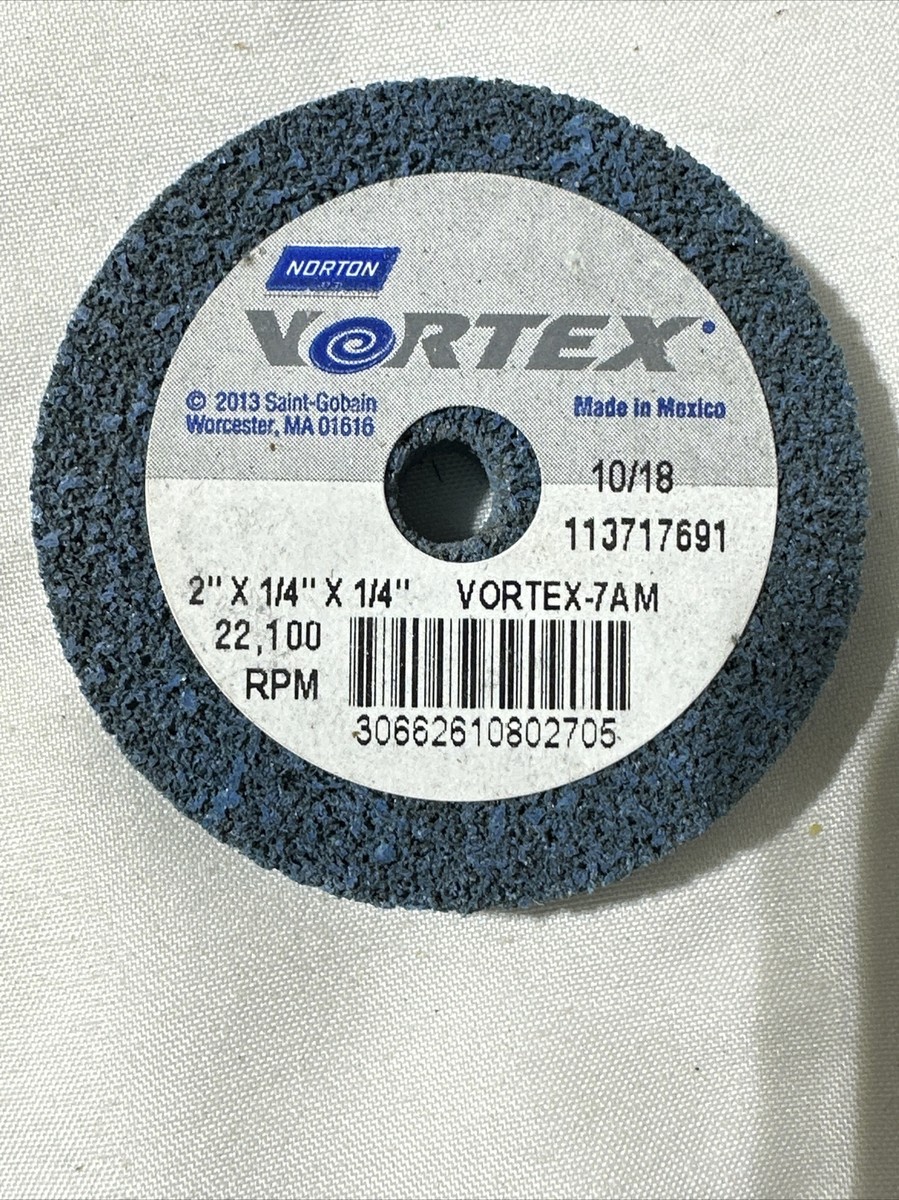 NORTON
VORTEX®
© 2013 Saint-Gobain
Worcester, MA 01616
Made in Mexico
10/18
113717691
2" X 1/4" X 1/4" VORTEX-7AM
22,100
RPM
30662610802705